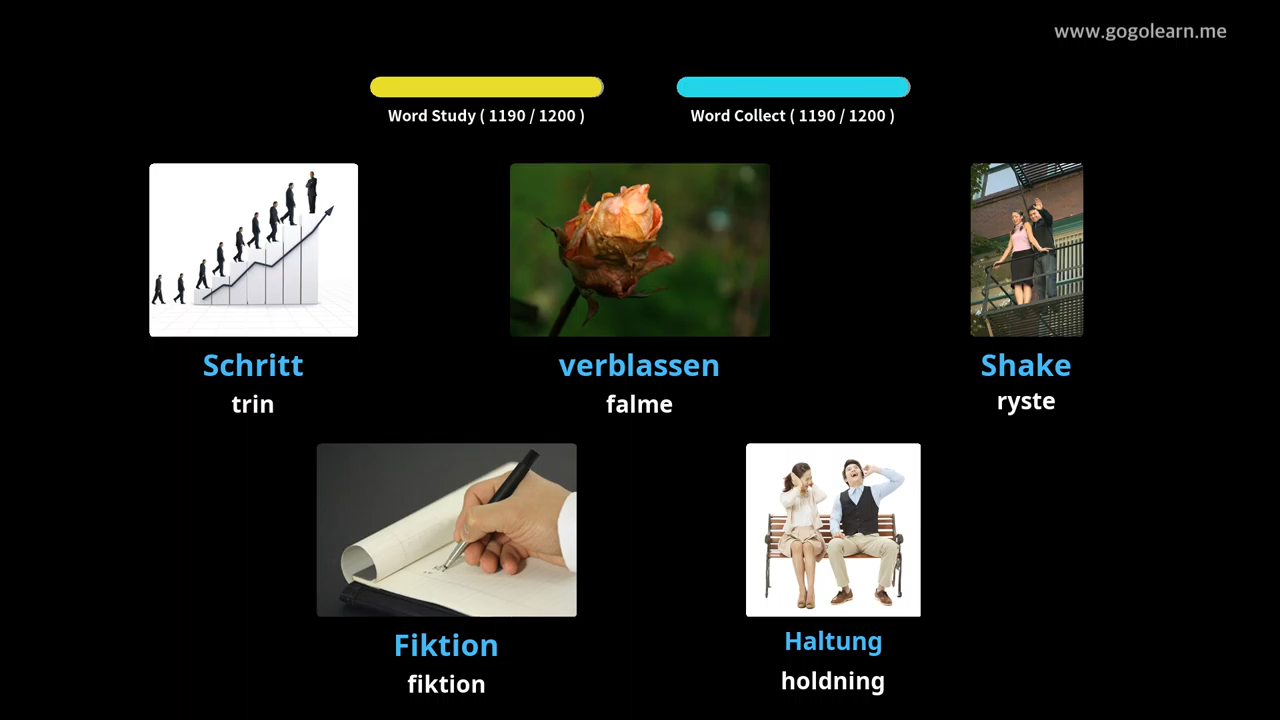 www.gogolearn.me
Word Study ( 1190 / 1200 )
Word Collect ( 1190 / 1200 )
Schritt
trin
verblassen
falme
Shake
ryste
Fiktion
fiktion
Haltung
holdning